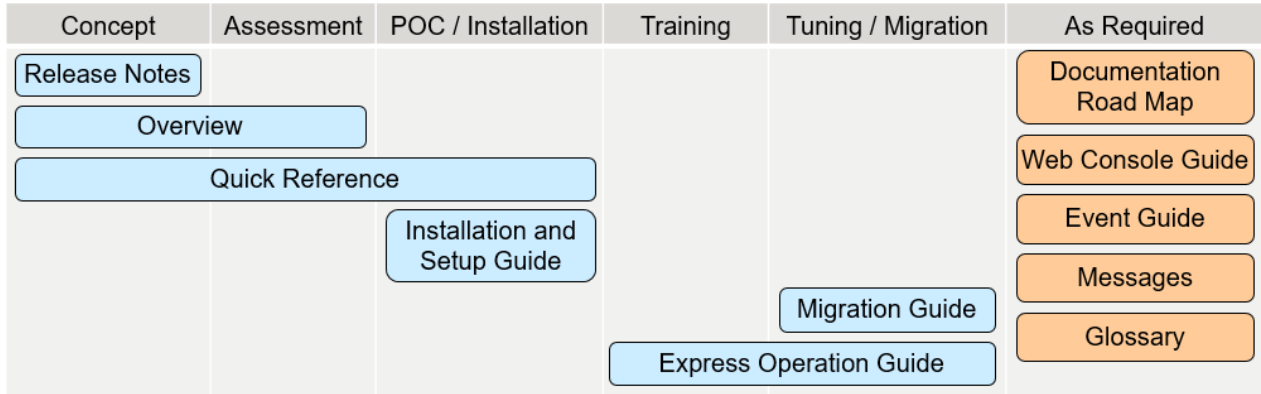 Concept
Assessment
POC / Installation
Training
Tuning / Migration
As Required
Release Notes
Overview
Quick Reference
Installation and
Setup Guide
Migration Guide
Express Operation Guide
Documentation
Road Map
Web Console Guide
Event Guide
Messages
Glossary